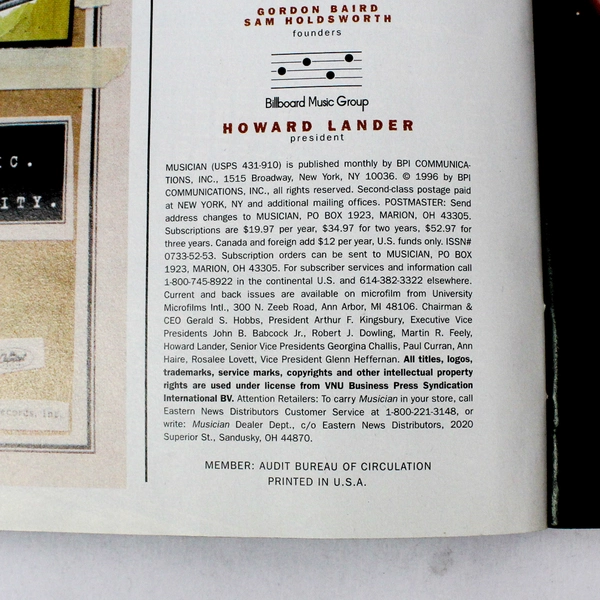 GORDON BAIRD
SAM HOLDSWORTH
founders
Billboard Music Group
HOWARD LANDER
president
MUSICIAN (USPS 431-910) is published monthly by BPI COMMUNICA-
TIONS, INC., 1515 Broadway, New York, NY 10036. © 1996 by BPI
COMMUNICATIONS, INC., all rights reserved. Second-class postage paid
at NEW YORK, NY and additional mailing offices. POSTMASTER: Send
address changes to MUSICIAN, PO BOX 1923, MARION, OH 43305.
Subscriptions are $19.97 per year, $34.97 for two years, $52.97 for
three years. Canada and foreign add $12 per year, U.S. funds only. ISSN#
0733-52-53. Subscription orders can be sent to MUSICIAN, PO BOX
1923, MARION, OH 43305. For subscriber services and information call
1-800-745-8922 in the continental U.S. and 614-382-3322 elsewhere.
Current and back issues are available on microfilm from University
Microfilms Intl., 300 N. Zeeb Road, Ann Arbor, MI 48106. Chairman &
CEO Gerald S. Hobbs, President Arthur F. Kingsbury, Executive Vice
Presidents John B. Babcock Jr., Robert J. Dowling, Martin R. Feely,
Howard Lander, Senior Vice Presidents Georgina Challis, Paul Curran, Ann
Haire, Rosalee Lovett, Vice President Glenn Heffernan. All titles, logos,
trademarks, service marks, copyrights and other intellectual property
rights are used under license from VNU Business Press Syndication
International BV. Attention Retailers: To carry Musician in your store, call
Eastern News Distributors Customer Service at 1-800-221-3148, or
write: Musician Dealer Dept., c/o Eastern News Distributors, 2020
Superior St., Sandusky, OH 44870.
MEMBER: AUDIT BUREAU OF CIRCULATION
PRINTED IN U.S.A.
IC.
ITY.
ecords, Inc.